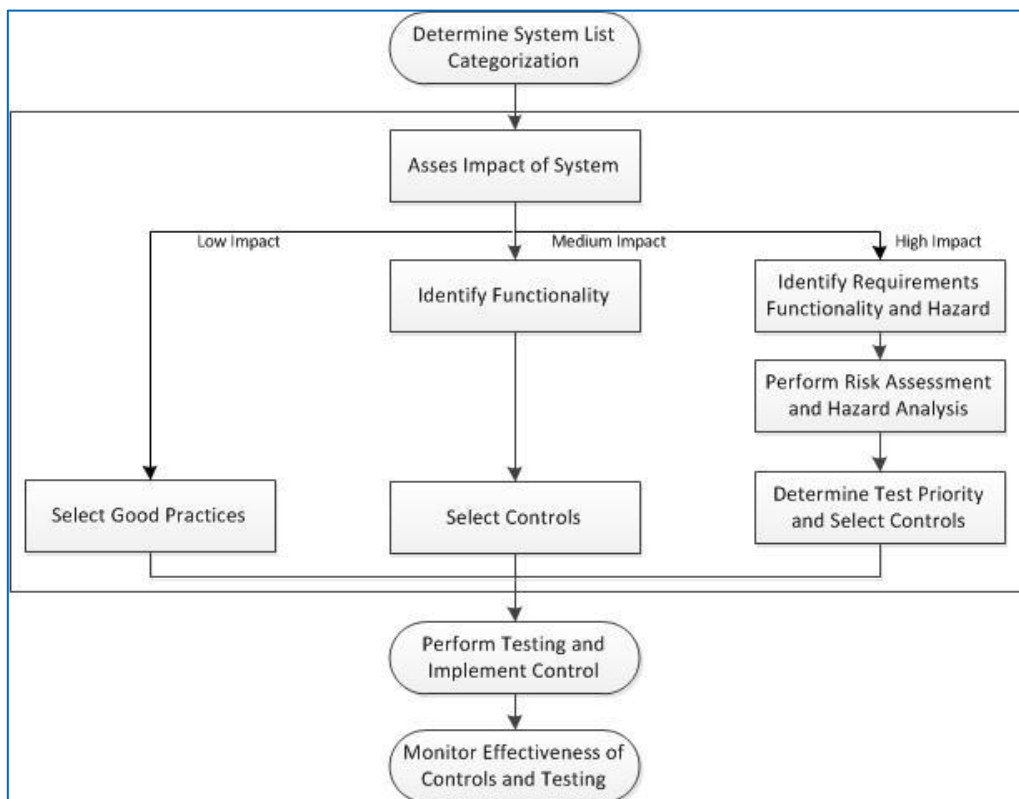 Determine System List
Categorization
Asses Impact of System
Low Impact
Medium Impact
High Impact
Identify Functionality
Identify Requirements
Functionality and Hazard
Perform Risk Assessment
and Hazard Analysis
Select Good Practices
Select Controls
Determine Test Priority
and Select Controls
Perform Testing and
Implement Control
Monitor Effectiveness of
Controls and Testing